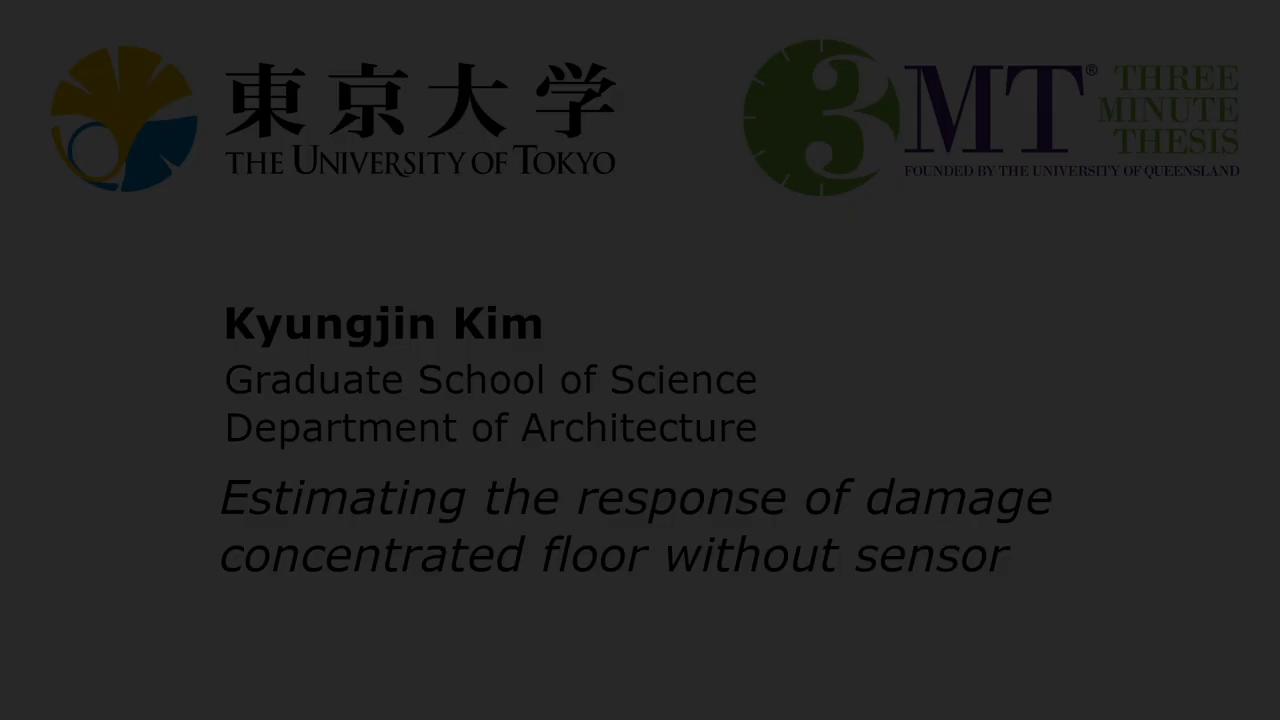 東京大学
THE UNIVERSITY OF TOKYO
3MT® THREE
MINUTE
THESIS
FOUNDED BY THE UNIVERSITY OF QUEENSLAND
Kyungjin Kim
Graduate School of Science
Department of Architecture
Estimating the response of damage
concentrated floor without sensor